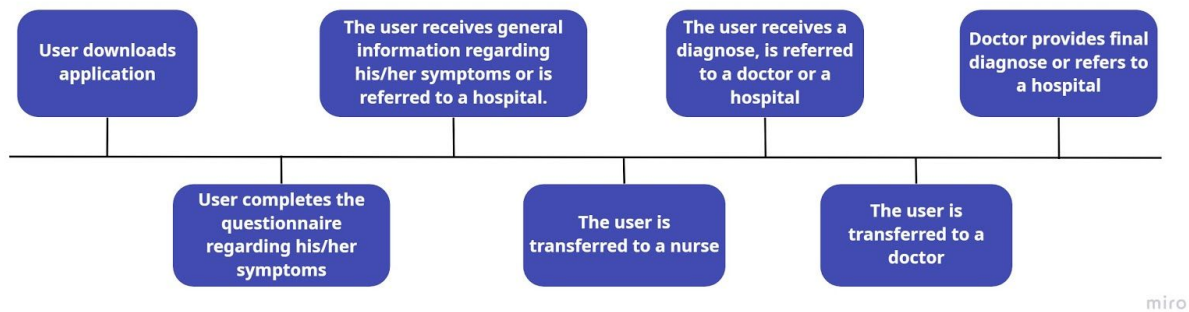 User downloads
application
User completes the
questionnaire
regarding his/her
symptoms
The user receives general
information regarding
his/her symptoms or is
referred to a hospital.
The user is
transferred to a nurse
The user receives a
diagnose, is referred
to a doctor or a
hospital
The user is
transferred to a
doctor
Doctor provides final
diagnose or refers to
a hospital
miro